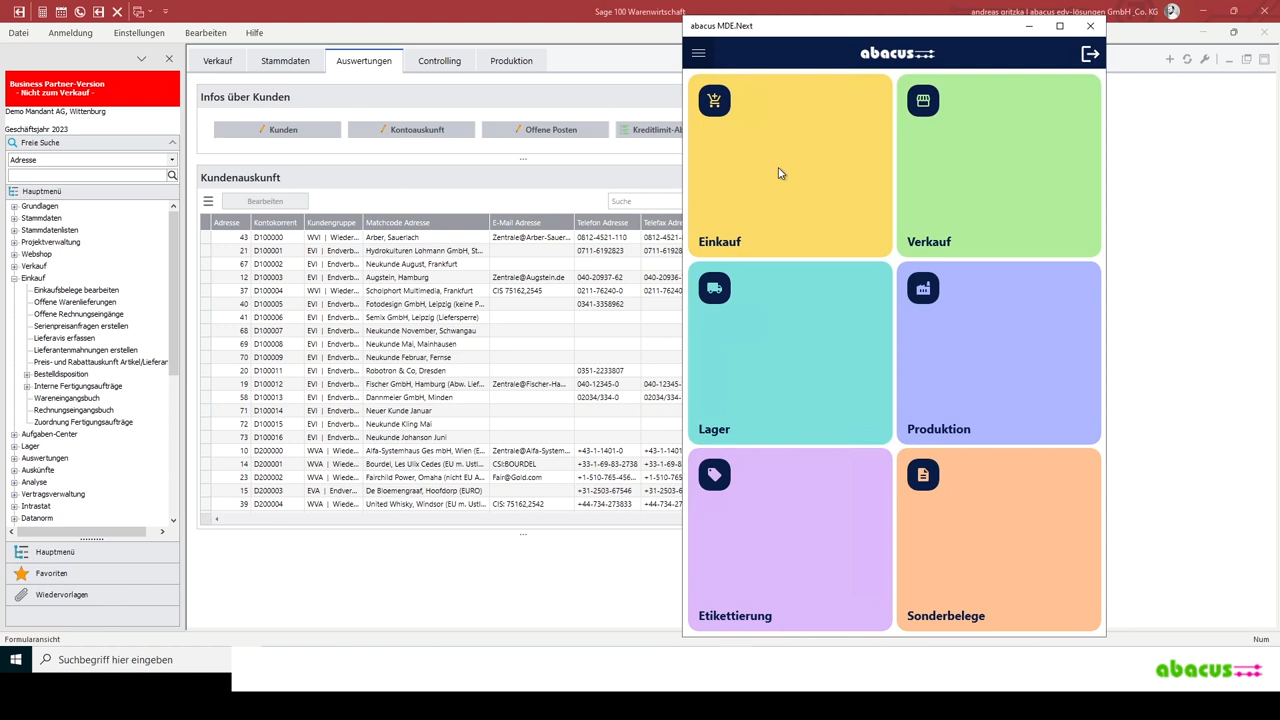 Sage 100 Warenwirtschaft
andreas gritzka | abacus edv-lösungen GmbH _Co. KG
Datei Anmeldung Einstellungen Bearbeiten Hilfe
Business Partner-Version
- Nicht zum Verkauf -
Demo Mandant AG, Wittenburg
Geschäftsjahr 2023
Freie Suche
Adresse
Hauptmenü
Grundlagen
Stammdaten
Stammdatenlisten
Projektverwaltung
Webshop
Verkauf
Einkauf
Einkaufsbelege bearbeiten
Offene Warenlieferungen
Offene Rechnungseingänge
Serienpreisanfragen erstellen
Lieferavis erfassen
Lieferantenmahnungen erstellen
Preis- und Rabattauskunft Artikel/Lieferar
Bestelldisposition
Interne Fertigungsaufträge
Wareneingangsbuch
Rechnungseingangsbuch
Zuordnung Fertigungsaufträge
Aufgaben-Center
Lager
Auswertungen
Auskünfte
Analyse
Vertragsverwaltung
Intrastat
Datanorm
Hauptmenü
Favoriten
Wiedervorlagen
Verkauf Stammdaten Auswertungen Controlling Produktion
Infos über Kunden
Kunden Kontoauskunft Offene Posten Kreditlimit-Ab
...
Kundenauskunft
Bearbeiten Suche
Adresse Kontokorrent Kundengruppe Matchcode Adresse E-Mail Adresse Telefon Adresse Telefax Adre
43 D100000 WVI | Wieder... Arber, Sauerlach Zentrale@Arber-Sauer... 0812-4521-110 0812-4521-
21 D100001 EVI | Endverb... Hydrokulturen Lohmann GmbH, St... 0711-6192823 0711-61928
67 D100002 EVI | Endverb... Neukunde August, Frankfurt
12 D100003 EVI | Endverb... Augstein, Hamburg Zentrale@Augstein.de 040-20937-62 040-20936-
37 D100004 WVI | Wieder... Scholphort Multimedia, Frankfurt CIS 75162,2545 0211-76240-0 0211-76240
40 D100005 EVI | Endverb... Fotodesign GmbH, Leipzig (keine P... 0341-3358962
41 D100006 EVI | Endverb... Semix GmbH, Leipzig (Liefersperre)
68 D100007 EVI | Endverb... Neukunde November, Schwangau
69 D100008 EVI | Endverb... Neukunde Mai, Mainhausen
70 D100009 EVI | Endverb... Neukunde Februar, Fernse
20 D100011 EVI | Endverb... Robotron & Co, Dresden 0351-2233807
19 D100012 EVI | Endverb... Fischer GmbH, Hamburg (Abw. Lief... Zentrale@Fischer-Ha... 040-12345-0 040-12345-
58 D100013 EVI | Endverb... Dannmeier GmbH, Minden 02034/334-0 02034/334-
71 D100014 EVI | Endverb... Neuer Kunde Januar
72 D100015 EVI | Endverb... Neukunde Kling Mai
73 D100016 EVI | Endverb... Neukunde Johanson Juni
10 D200000 WVA | Wiede... Alfa-Systemhaus Ges mbH, Wien (E... Zentrale@Alfa-System... +43-1-1401-0 +43-1-1401
14 D200001 WVA | Wiede... Bourdel, Les Ulix Cedes (EU m. Ustl... CSI:BOURDEL +33-1-69-83-2738 +33-1-69-8
23 D200002 WVA | Wiede... Fairchild Power, Omaha (nicht EU A... Fair@Gold.com +1-510-765-456... +1-510-765
15 D200003 EVA | Endver... De Bloemengraaf, Hoofdorp (EURO) +31-2503-67546 +31-2503-6
39 D200004 WVA | Wiede... United Whisky, Windsor (EU m. Ustl... CIS: 75162,2542 +44-734-273833 +44-734-27
...
abacus MDE.Next
abacus
Einkauf Verkauf
Lager Produktion
Etikettierung Sonderbelege
Formularansicht Num
Suchbegriff hier eingeben
abacus